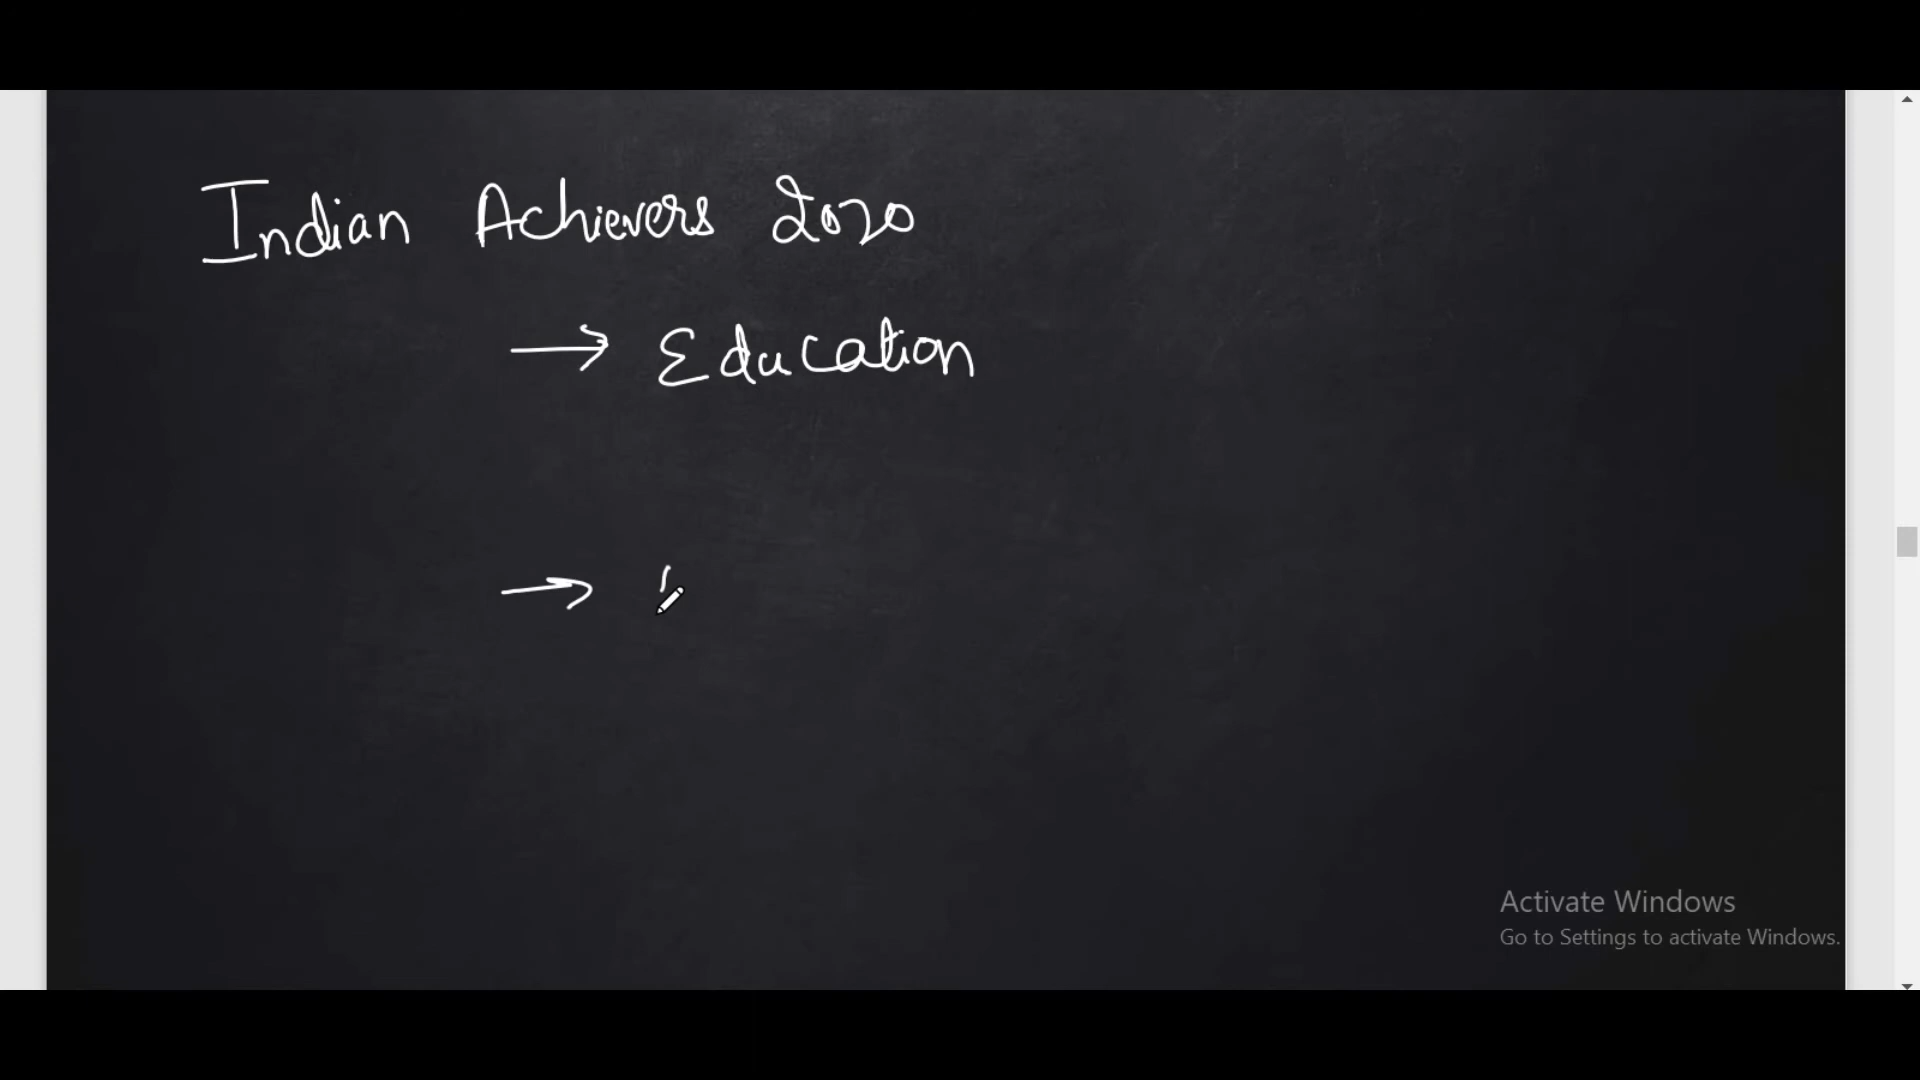 Indian Achievers 2020
→ Education
→
Activate Windows
Go to Settings to activate Windows.